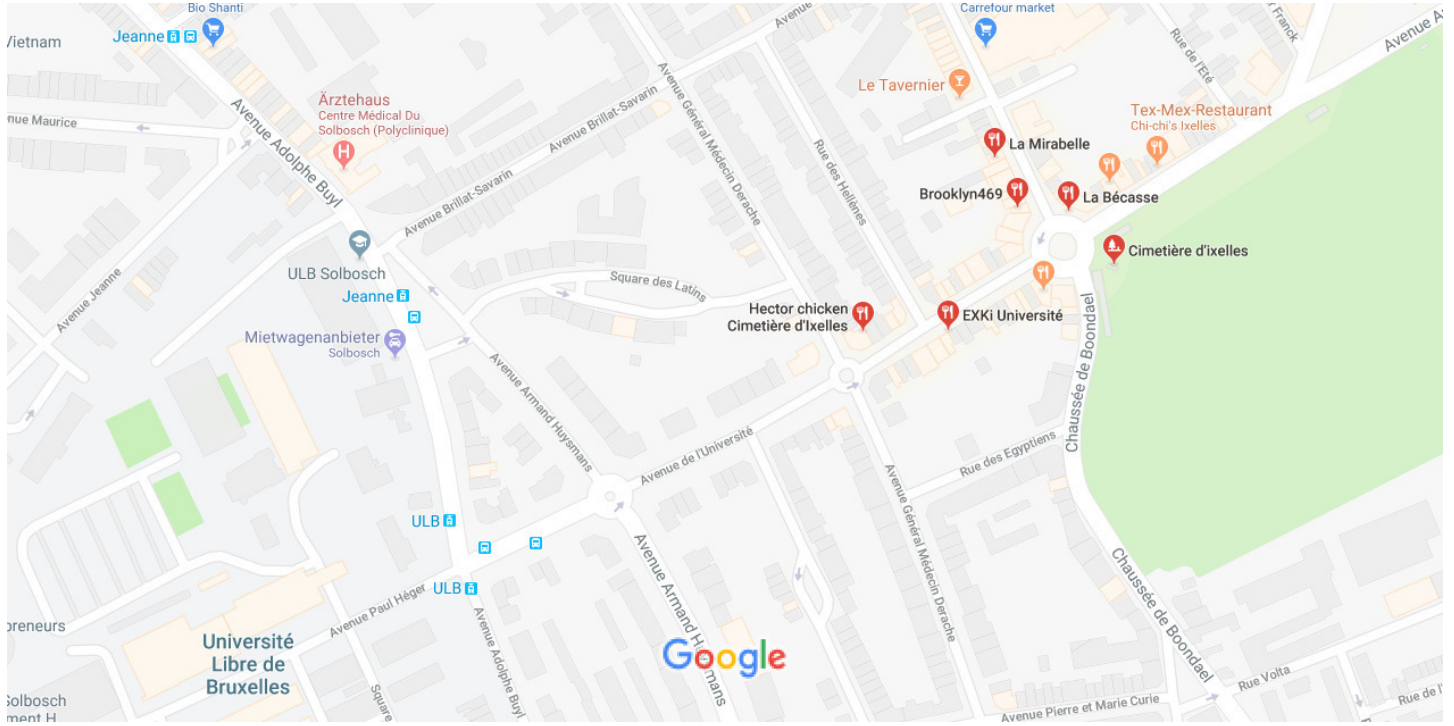 Bio Shanti
Carrefour market
Vietnam
Jeanne
Avenue A
Franck
Rue de l'Eté
Le Tavernier
Ärztehaus
Centre Médical Du
Solbosch (Polyclinique)
Tex-Mex-Restaurant
Chi-chi's Ixelles
nue Maurice
Avenue Adolphe Buyl
Avenue Brillat-Savarin
Avenue Général Médecin Derache
Rue des Hellènes
La Mirabelle
Brooklyn469
La Bécasse
Avenue Brillat-Savarin
Cimetière d'ixelles
ULB Solbosch
Avenue Jeanne
Jeanne
Square des Latins
Hector chicken
Cimetière d'Ixelles
EXKi Université
Mietwagenanbieter
Solbosch
Avenue Armand Huysmans
Chaussée de Boondael
Avenue de l'Université
Rue des Egyptiens
ULB
Avenue Général Médecin Derache
Avenue Armand Huysmans
Chaussée de Boondael
ULB
Avenue Paul Héger
Avenue Adolphe Buyl
preneurs
Université
Libre de
Bruxelles
Google
Square
Rue Volta
Rue de l'
Solbosch
ment H
Avenue Pierre et Marie Curie